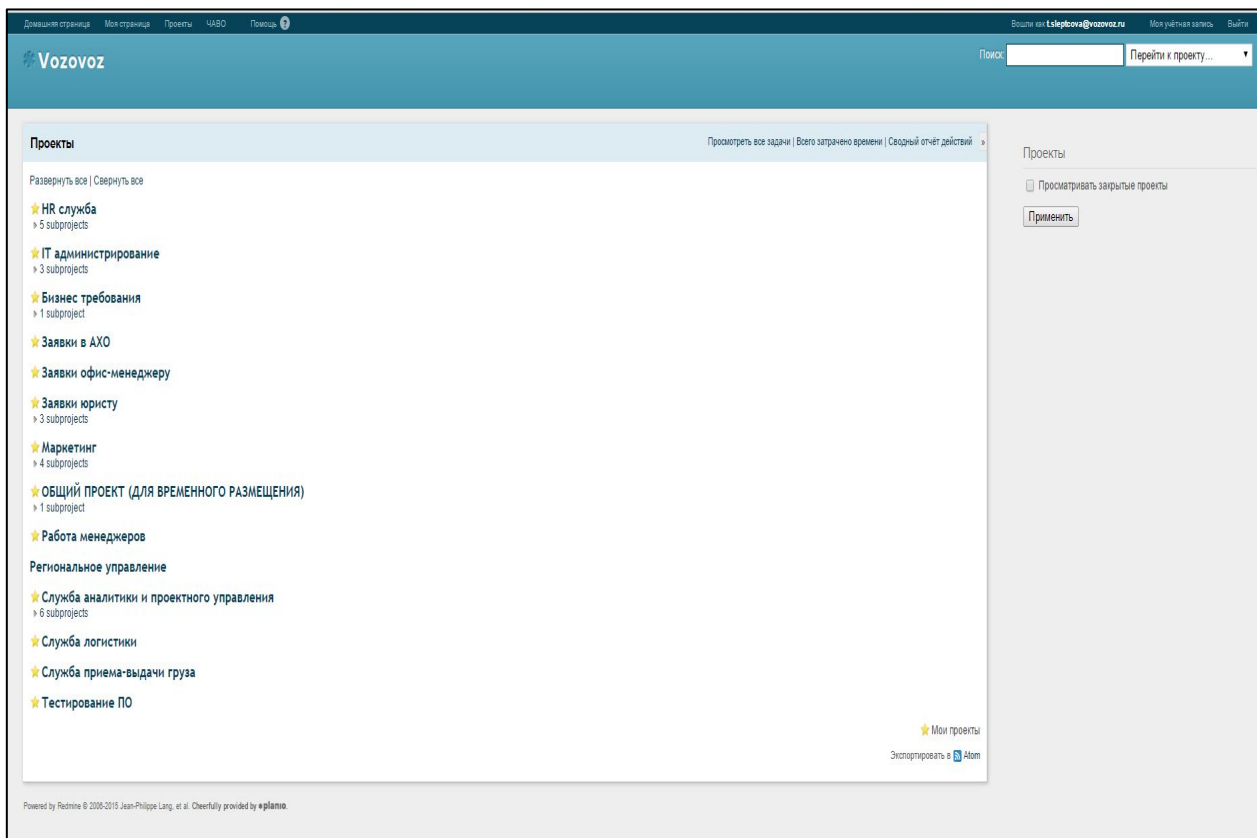 Домашняя страница Моя страница Проекты ЧАВО Помощь ? Вошли как t.sleptcova@vozovoz.ru Моя учётная запись Выйти
Vozovoz Поиск: Перейти к проекту...
Проекты Просмотреть все задачи | Всего затрачено времени | Сводный отчёт действий »
Проекты
Развернуть все | Свернуть все
Просматривать закрытые проекты
HR служба
5 subprojects
Применить
IT администрирование
3 subprojects
Бизнес требования
1 subproject
Заявки в АХО
Заявки офис-менеджеру
Заявки юристу
3 subprojects
Маркетинг
4 subprojects
ОБЩИЙ ПРОЕКТ (ДЛЯ ВРЕМЕННОГО РАЗМЕЩЕНИЯ)
1 subproject
Работа менеджеров
Региональное управление
Служба аналитики и проектного управления
6 subprojects
Служба логистики
Служба приема-выдачи груза
Тестирование ПО
Мои проекты
Экспортировать в Atom
Powered by Redmine © 2006-2015 Jean-Philippe Lang, et al. Cheerfully provided by planio.